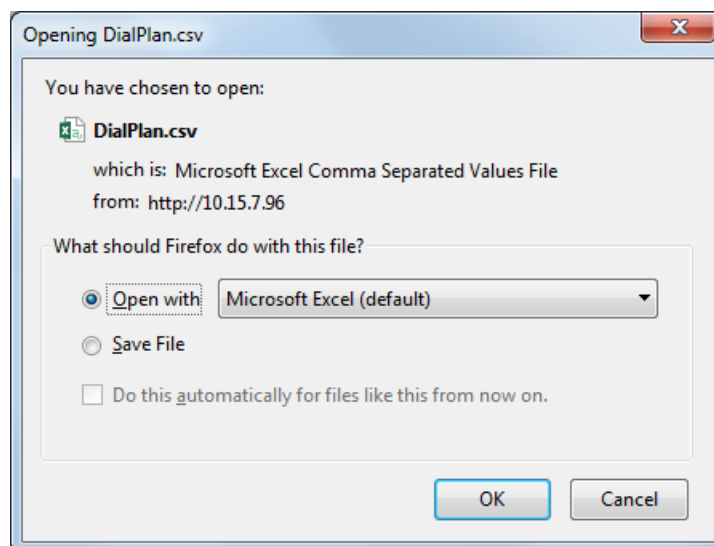 Opening DialPlan.csv
You have chosen to open:
DialPlan.csv
which is: Microsoft Excel Comma Separated Values File
from: http://10.15.7.96
What should Firefox do with this file?
Open with Microsoft Excel (default)
Save File
Do this automatically for files like this from now on.
OK Cancel